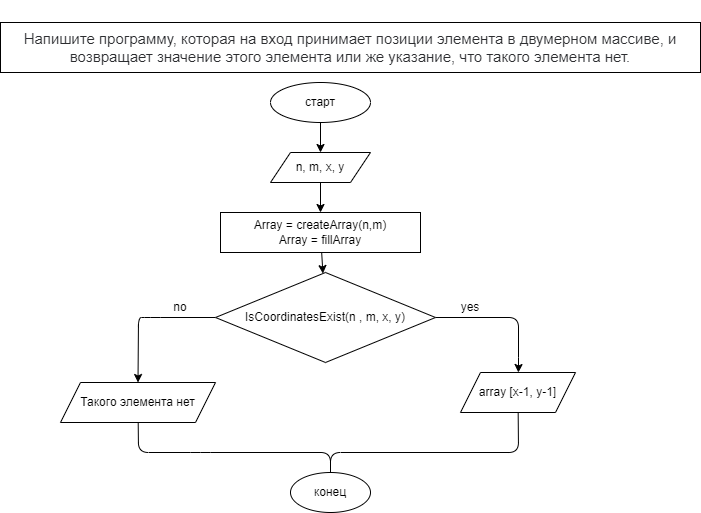 Напишите программу, которая на вход принимает позиции элемента в двумерном массиве, и
возвращает значение этого элемента или же указание, что такого элемента нет.
старт
n, m, x, y
Array = createArray(n,m)
Array = fillArray
IsCoordinatesExist(n , m, x, y)
no
yes
Такого элемента нет
array [x-1, y-1]
конец